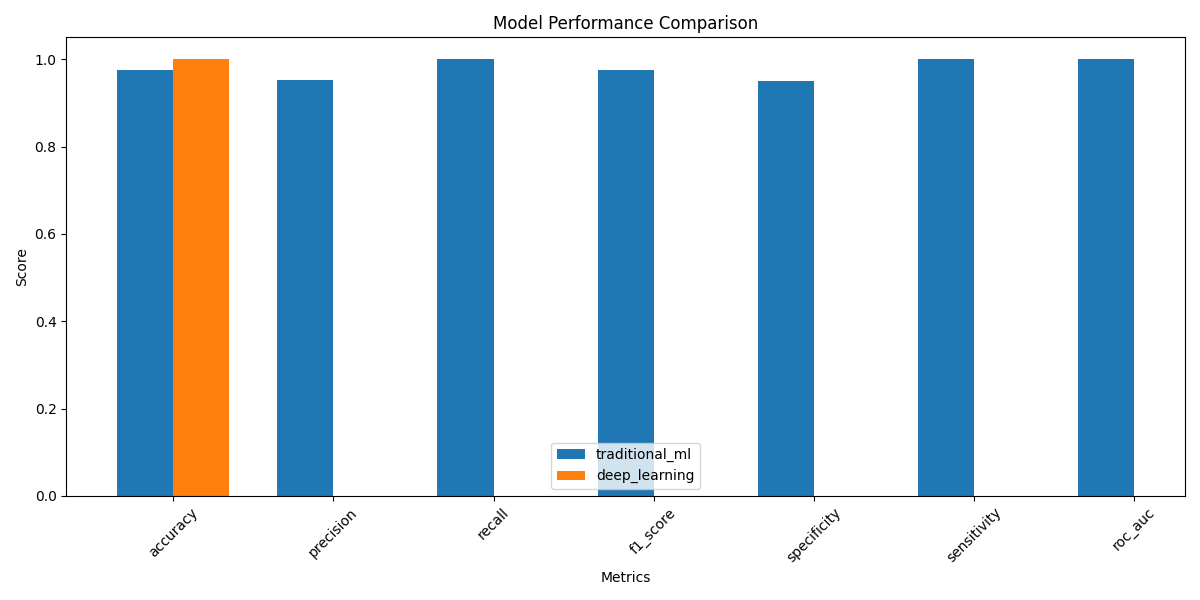 Model Performance Comparison
Score
1.0
0.8
0.6
0.4
0.2
0.0
traditional_ml
deep_learning
accuracy
precision
recall
f1_score
specificity
sensitivity
roc_auc
Metrics